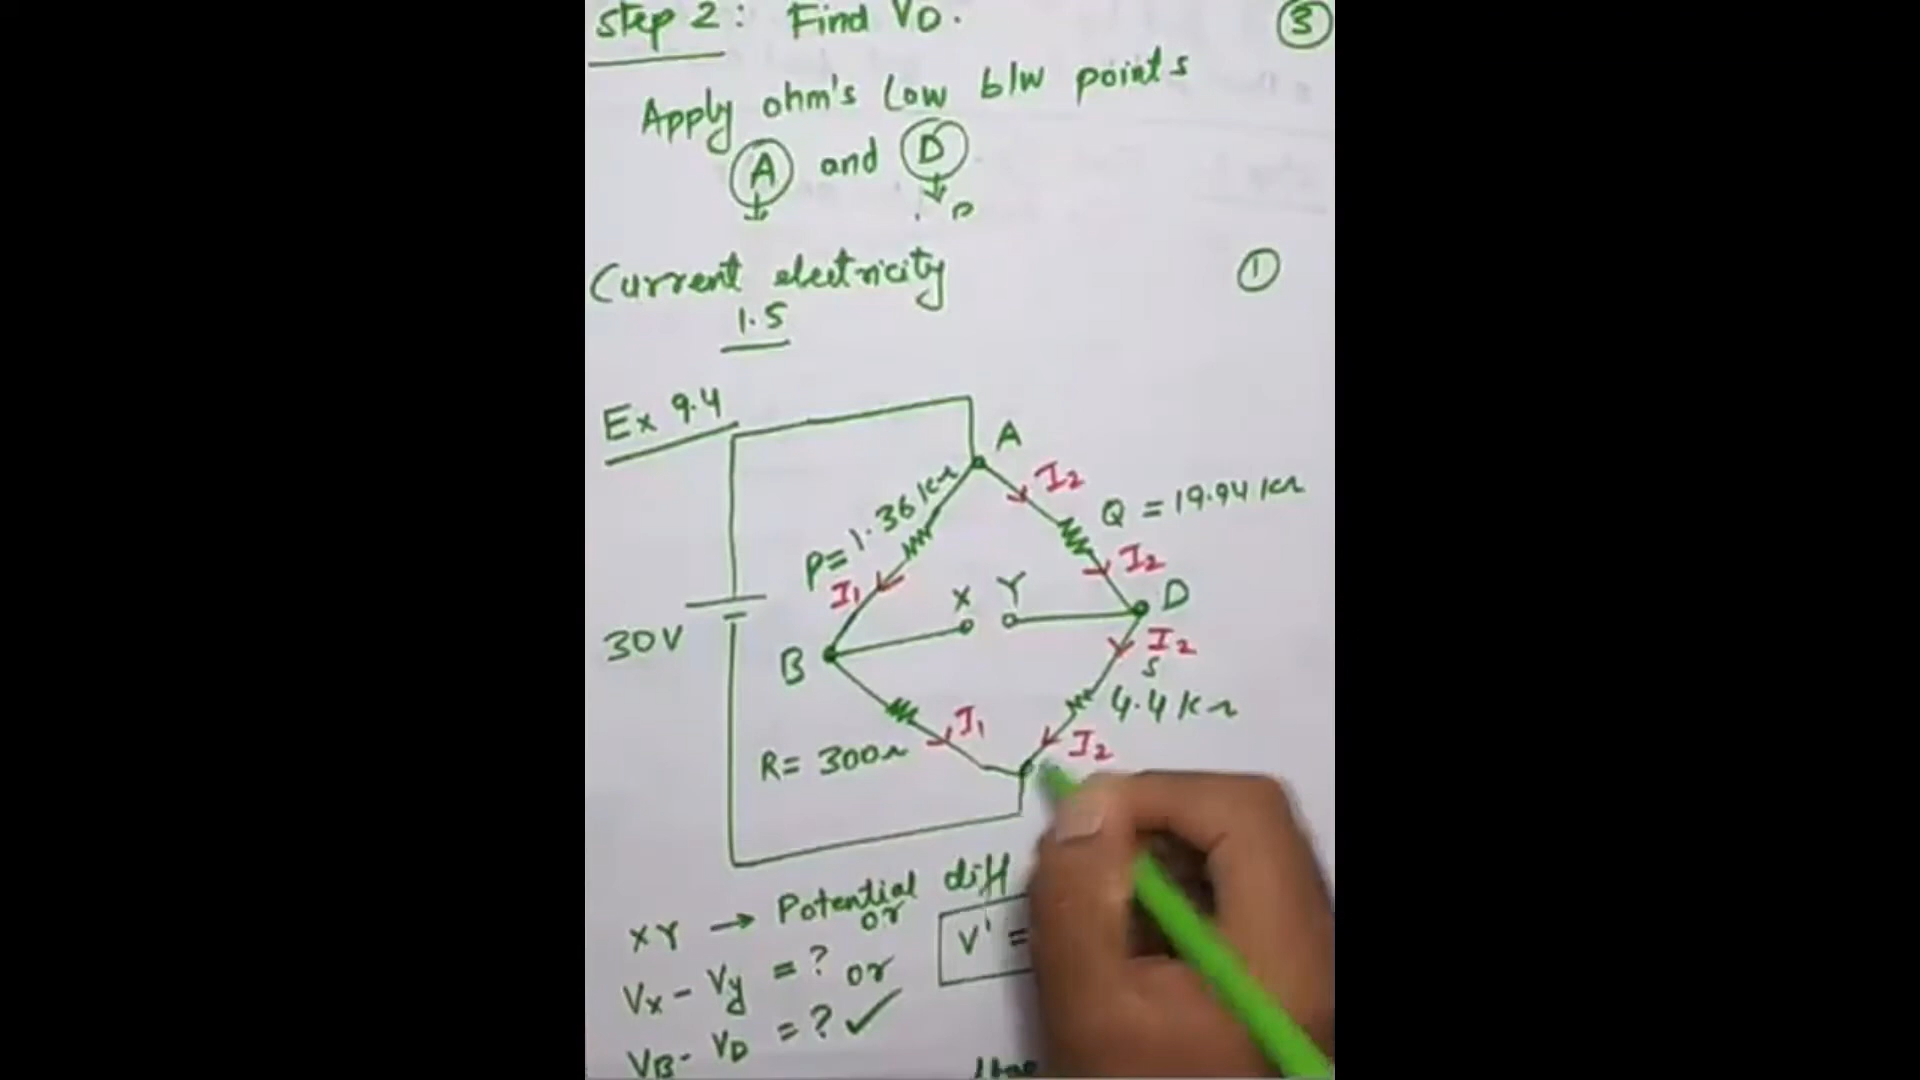 Step 2: Find VD.
3
Apply ohm's Low b/w points
A and D
Current electricity
1
1.5
Ex 9.4
A
I2
P= 1.36 kΩ
Q = 19.94 kΩ
I2
I1
X Y
D
30V
B
I2
S
4.4 kΩ
I1
R= 300Ω
I2
XY → Potential diff
or
V' =
Vx - Vy = ? or
VB - VD = ? ✓